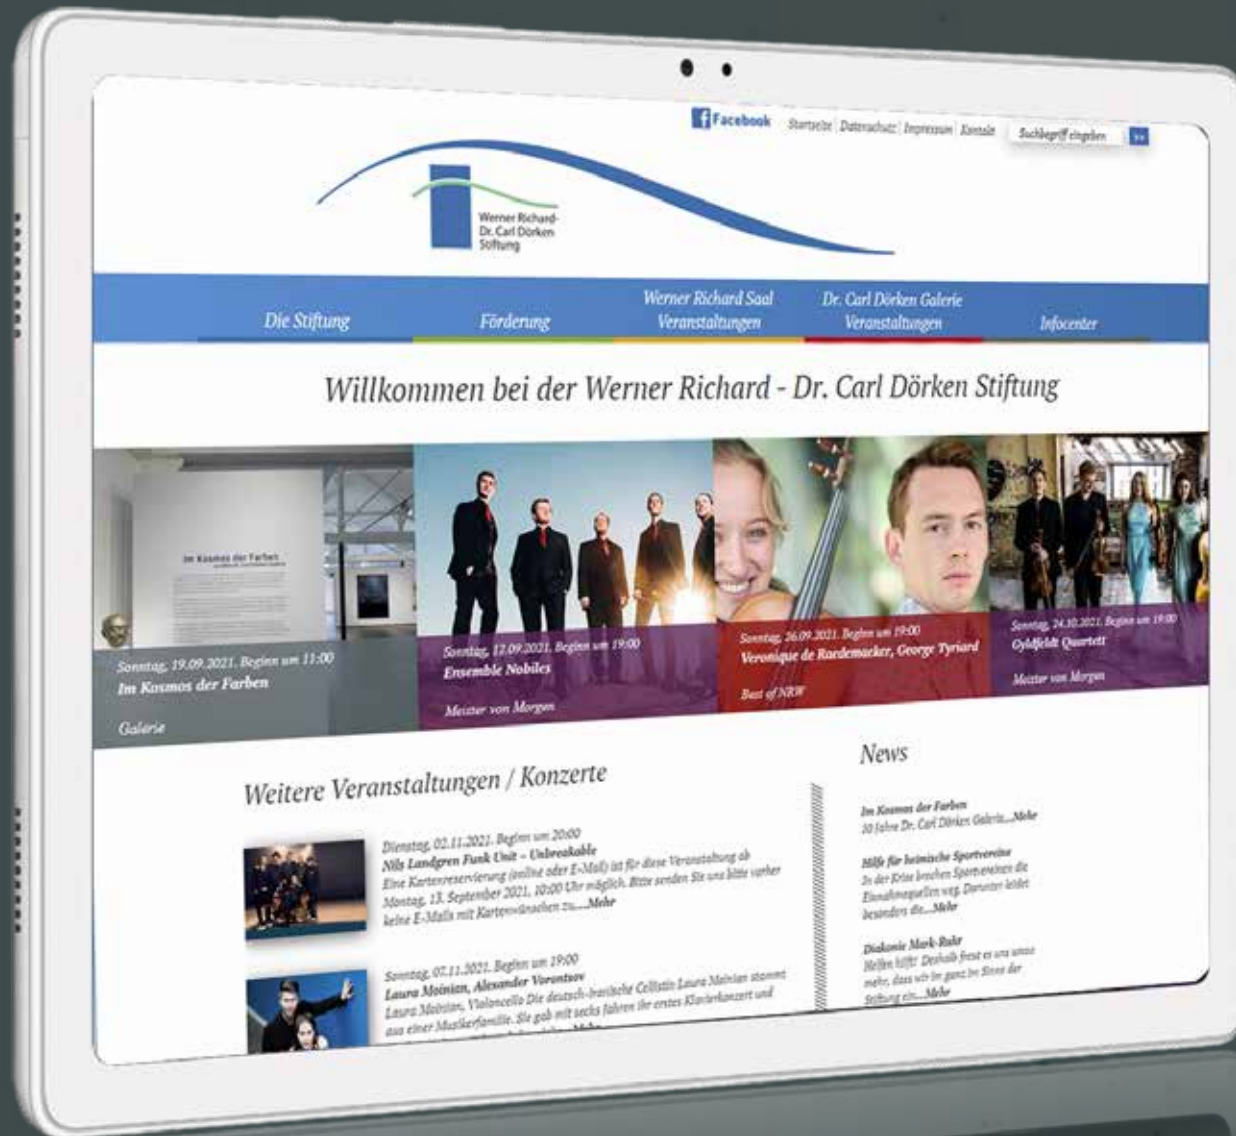 Facebook
Startseite | Datenschutz | Impressum | Kontakt
Suchbegriff eingeben
>>
Werner Richard-
Dr. Carl Dörken
Stiftung
Die Stiftung
Förderung
Werner Richard Saal
Veranstaltungen
Dr. Carl Dörken Galerie
Veranstaltungen
Infocenter
Willkommen bei der Werner Richard - Dr. Carl Dörken Stiftung
Im Kosmos der Farben
Sonntag, 19.09.2021. Beginn um 11:00
Im Kosmos der Farben
Galerie
Sonntag, 12.09.2021. Beginn um 19:00
Ensemble Nobiles
Meister von Morgen
Sonntag, 26.09.2021. Beginn um 19:00
Veronique de Raedemaeker, George Tyriard
Best of NRW
Sonntag, 24.10.2021. Beginn um 19:00
Oyldfeldt Quartett
Meister von Morgen
Weitere Veranstaltungen / Konzerte
Dienstag, 02.11.2021. Beginn um 20:00
Nils Landgren Funk Unit – Unbreakable
Eine Kartenreservierung (online oder E-Mail) ist für diese Veranstaltung ab
Montag, 13. September 2021, 10:00 Uhr möglich. Bitte senden Sie uns bitte vorher
keine E-Mails mit Kartenwünschen zu....Mehr
Sonntag, 07.11.2021. Beginn um 19:00
Laura Moinian, Alexander Vorontsov
Laura Moinian, Violoncello Die deutsch-iranische Cellistin Laura Moinian stammt
aus einer Musikerfamilie. Sie gab mit sechs Jahren ihr erstes Klavierkonzert und
News
Im Kosmos der Farben
10 Jahre Dr. Carl Dörken Galerie...Mehr
Hilfe für heimische Sportvereine
In der Krise brechen Sportvereinen die
Einnahmequellen weg. Darunter leidet
besonders die...Mehr
Diakonie Mark-Ruhr
Helfen hilft! Deshalb freut es uns umso
mehr, dass wir im ganz im Sinne der
Stiftung ein...Mehr